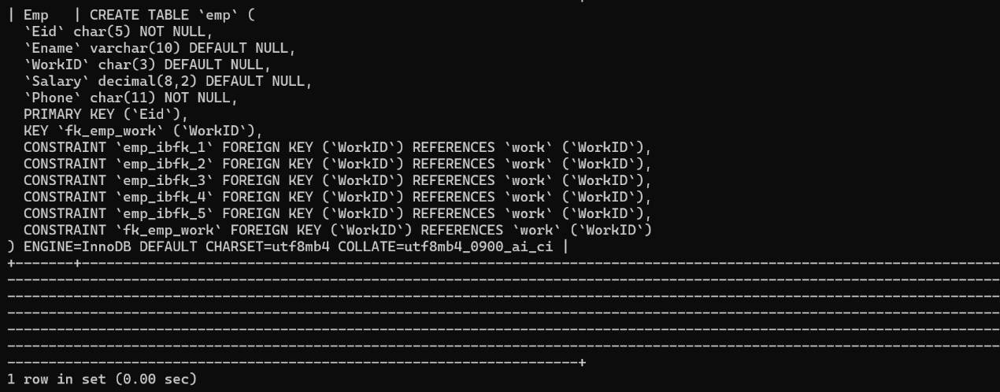 | Emp   | CREATE TABLE `emp` (
  `Eid` char(5) NOT NULL,
  `Ename` varchar(10) DEFAULT NULL,
  `WorkID` char(3) DEFAULT NULL,
  `Salary` decimal(8,2) DEFAULT NULL,
  `Phone` char(11) NOT NULL,
  PRIMARY KEY (`Eid`),
  KEY `fk_emp_work` (`WorkID`),
  CONSTRAINT `emp_ibfk_1` FOREIGN KEY (`WorkID`) REFERENCES `work` (`WorkID`),
  CONSTRAINT `emp_ibfk_2` FOREIGN KEY (`WorkID`) REFERENCES `work` (`WorkID`),
  CONSTRAINT `emp_ibfk_3` FOREIGN KEY (`WorkID`) REFERENCES `work` (`WorkID`),
  CONSTRAINT `emp_ibfk_4` FOREIGN KEY (`WorkID`) REFERENCES `work` (`WorkID`),
  CONSTRAINT `emp_ibfk_5` FOREIGN KEY (`WorkID`) REFERENCES `work` (`WorkID`),
  CONSTRAINT `fk_emp_work` FOREIGN KEY (`WorkID`) REFERENCES `work` (`WorkID`)
) ENGINE=InnoDB DEFAULT CHARSET=utf8mb4 COLLATE=utf8mb4_0900_ai_ci |
1 row in set (0.00 sec)